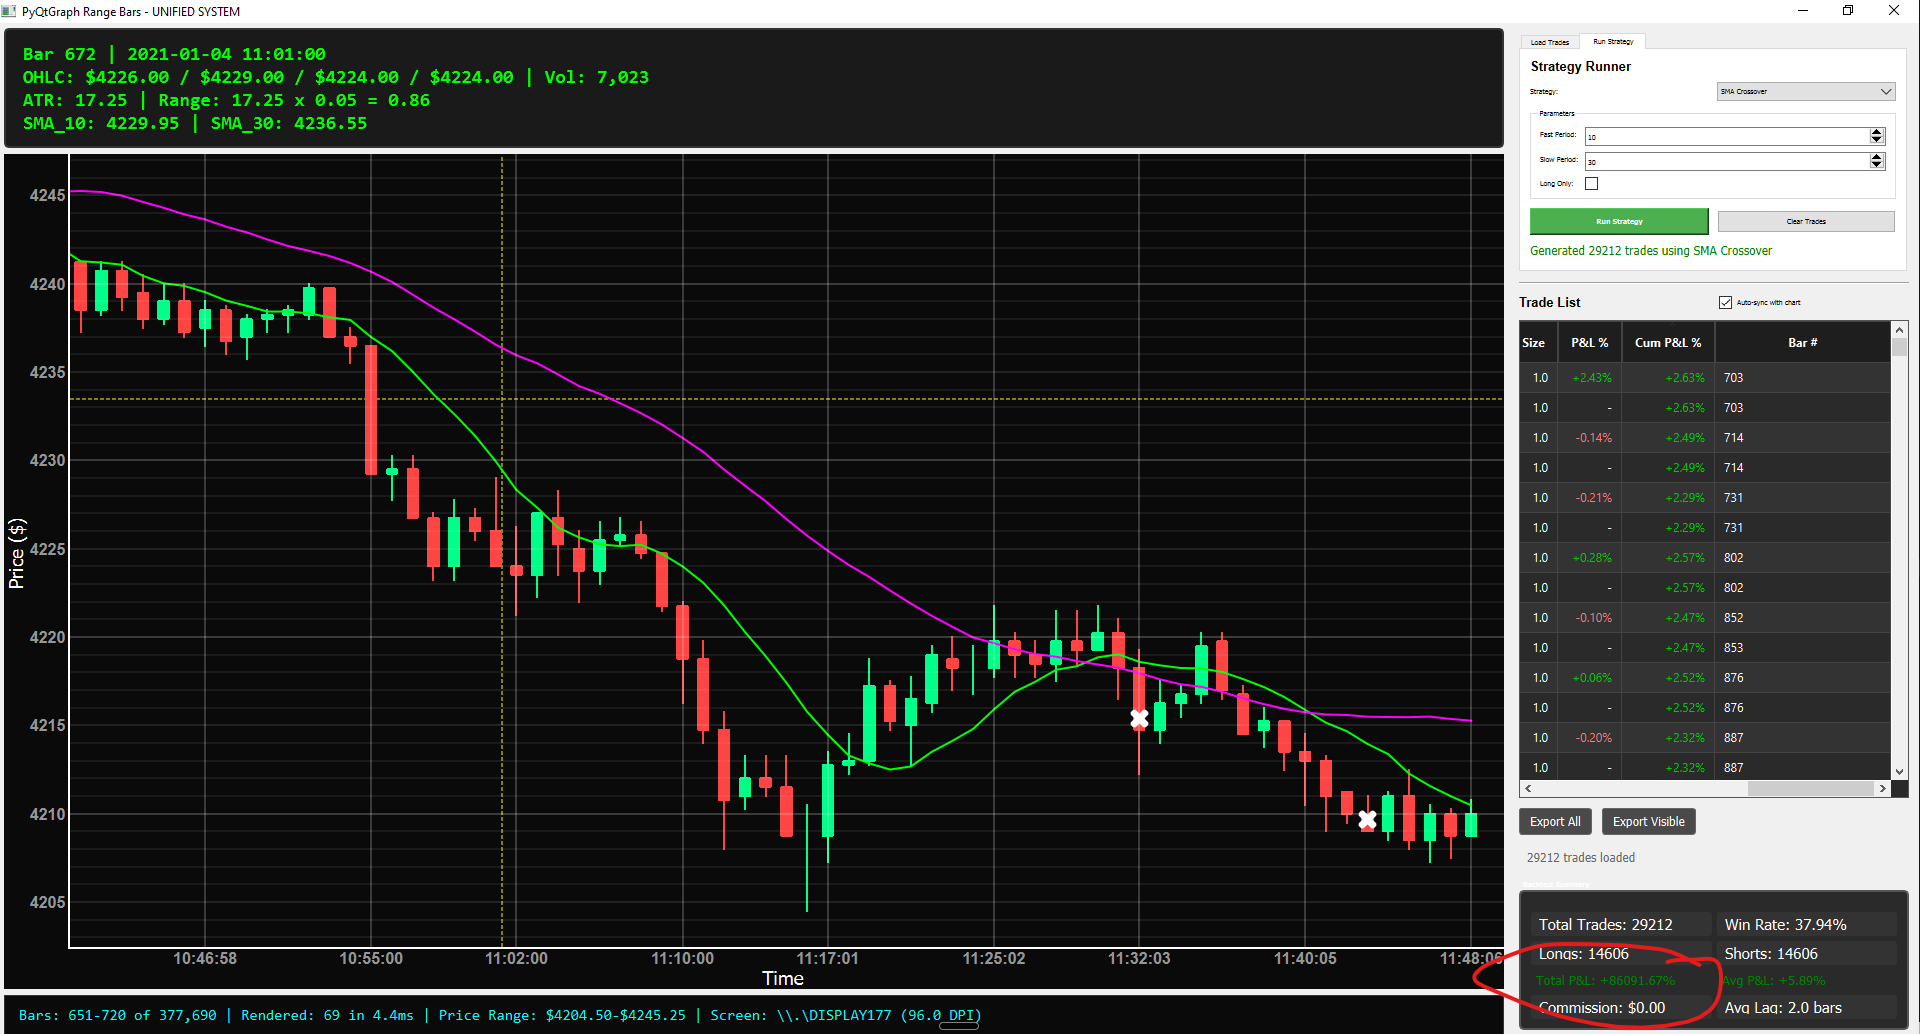 PyQtGraph Range Bars - UNIFIED SYSTEM
Bar 672 | 2021-01-04 11:01:00
OHLC: $4226.00 / $4229.00 / $4224.00 / $4224.00 | Vol: 7,023
ATR: 17.25 | Range: 17.25 x 0.05 = 0.86
SMA_10: 4229.95 | SMA_30: 4236.55
4245
4240
4235
4230
4225
4220
4215
4210
4205
Price ($)
10:46:58
10:55:00
11:02:00
11:10:00
11:17:01
11:25:02
11:32:03
11:40:05
11:48:06
Time
Bars: 651-720 of 377,690 | Rendered: 69 in 4.4ms | Price Range: $4204.50-$4245.25 | Screen: \\.\DISPLAY177 (96.0 DPI)
Load Trades
Run Strategy
Strategy Runner
Strategy:
SMA Crossover
Parameters
Fast Period:
10
Slow Period:
30
Long Only:
Run Strategy
Clear Trades
Generated 29212 trades using SMA Crossover
Trade List
Auto-sync with chart
Size P&L % Cum P&L % Bar #
1.0 +2.43% +2.63% 703
1.0 - +2.63% 703
1.0 -0.14% +2.49% 714
1.0 - +2.49% 714
1.0 -0.21% +2.29% 731
1.0 - +2.29% 731
1.0 +0.28% +2.57% 802
1.0 - +2.57% 802
1.0 -0.10% +2.47% 852
1.0 - +2.47% 853
1.0 +0.06% +2.52% 876
1.0 - +2.52% 876
1.0 -0.20% +2.32% 887
1.0 - +2.32% 887
Export All
Export Visible
29212 trades loaded
Total Trades: 29212
Win Rate: 37.94%
Longs: 14606
Shorts: 14606
Total P&L: +86091.67%
Avg P&L: +5.89%
Commission: $0.00
Avg Lag: 2.0 bars